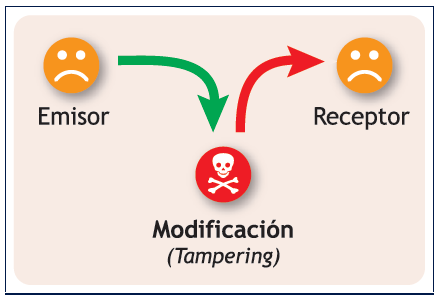 Emisor
Receptor
Modificación
(Tampering)